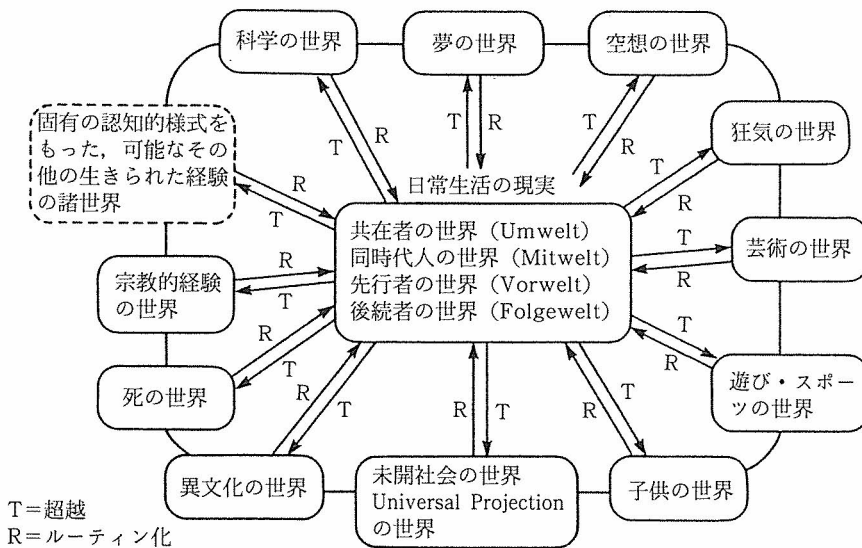 科学の世界
夢の世界
空想の世界
固有の認知的様式を
もった，可能なその
他の生きられた経験
の諸世界
狂気の世界
T
R
T
R
T
R
日常生活の現実
T
R
R
T
共在者の世界（Umwelt）
同時代人の世界（Mitwelt）
先行者の世界（Vorwelt）
後続者の世界（Folgewelt）
T
R
芸術の世界
宗教的経験
の世界
R
T
T
R
遊び・スポー
ツの世界
死の世界
R
T
R
T
R
T
T
R
異文化の世界
未開社会の世界
Universal Projection
の世界
子供の世界
T＝超越
R＝ルーティン化